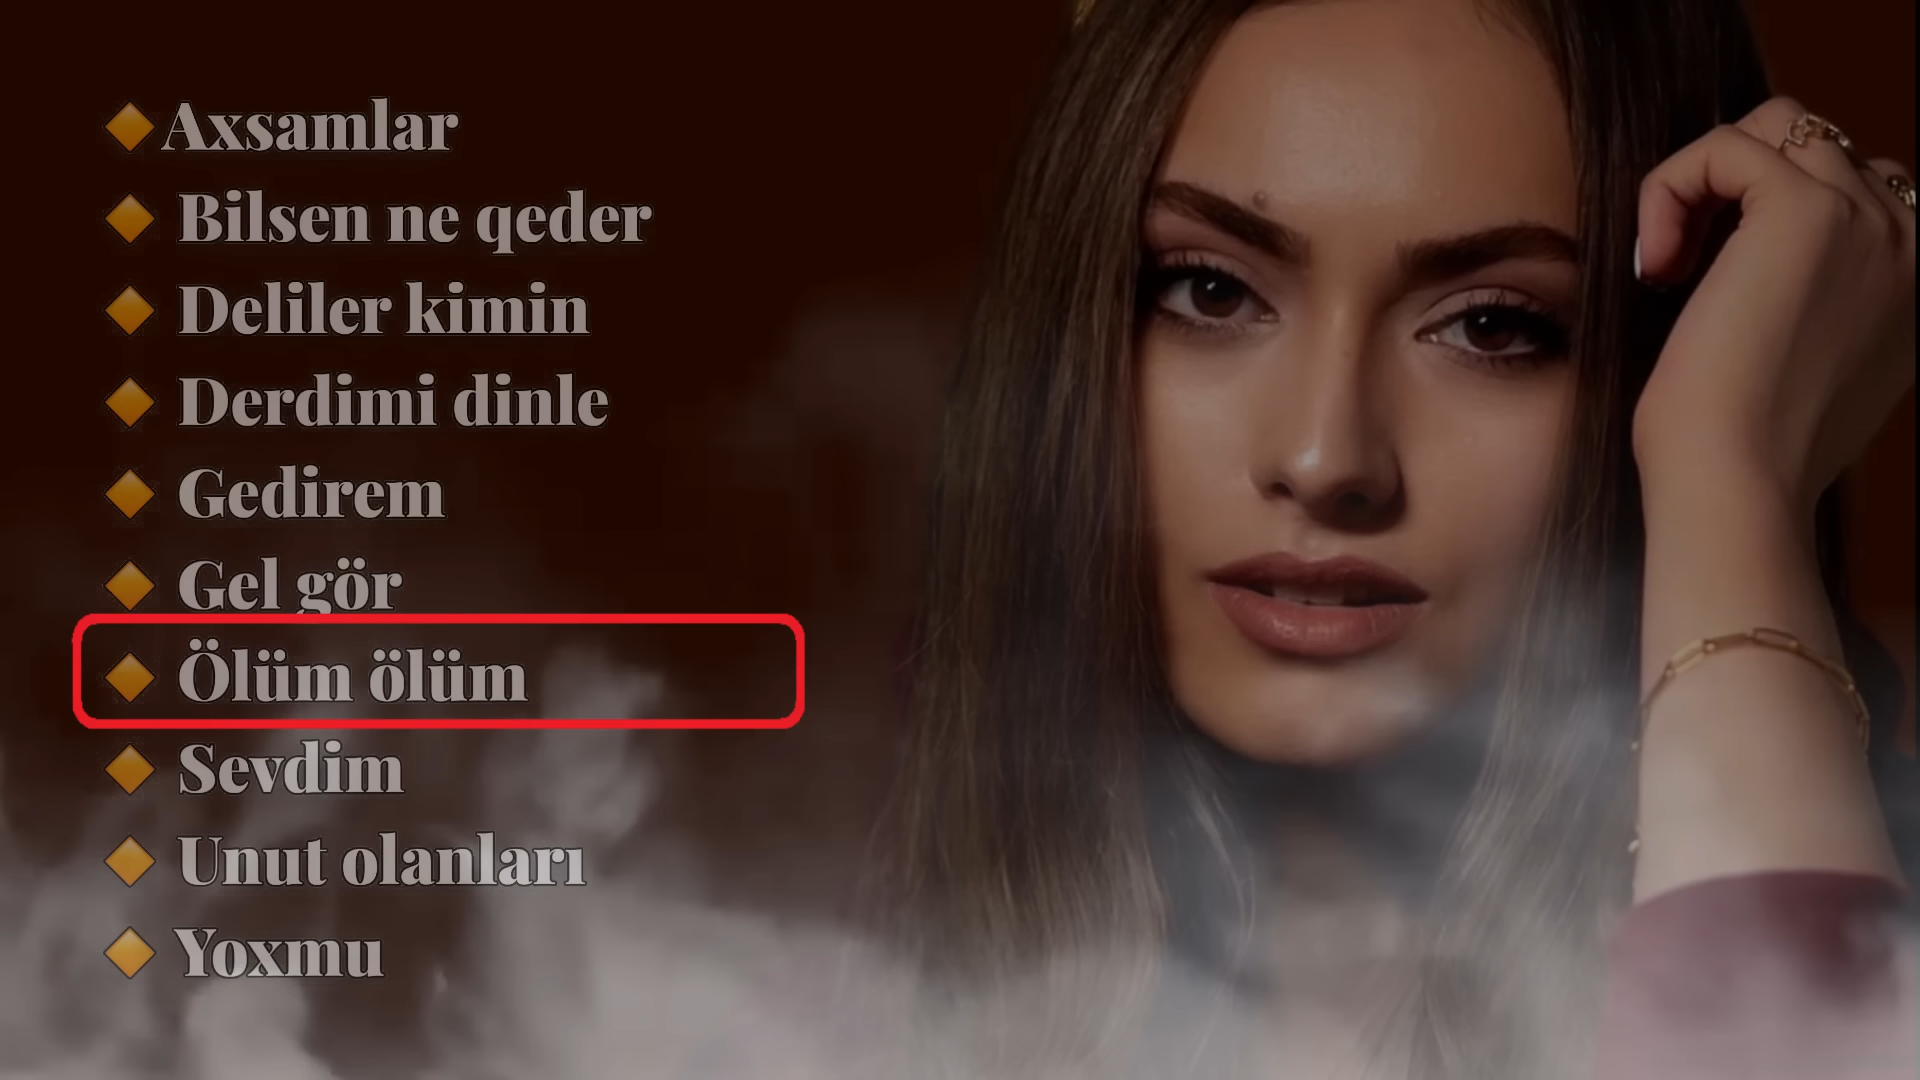 Axsamlar
Bilsen ne qeder
Deliler kimin
Derdimi dinle
Gedirem
Gel gör
Ölüm ölüm
Sevdim
Unut olanları
Yoxmu